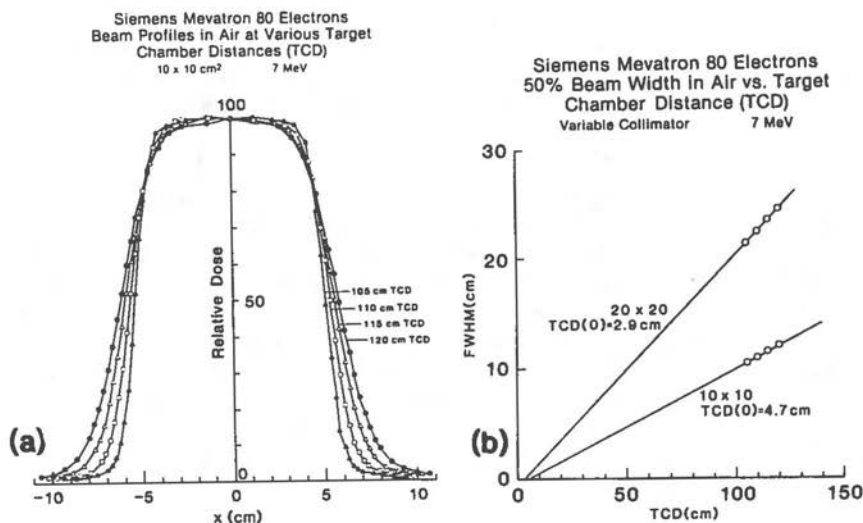 Siemens Mevatron 80 Electrons
Beam Profiles in Air at Various Target
Chamber Distances (TCD)
10 x 10 cm² 7 MeV
100
Relative Dose
50
105 cm TCD
110 cm TCD
115 cm TCD
120 cm TCD
0
(a)
-10 -5 0 5 10
x (cm)
Siemens Mevatron 80 Electrons
50% Beam Width in Air vs. Target
Chamber Distance (TCD)
Variable Collimator 7 MeV
30
20
10
0
FWHM(cm)
20 x 20
TCD(0)=2.9cm
10 x 10
TCD(0)=4.7cm
(b)
0 50 100 150
TCD(cm)